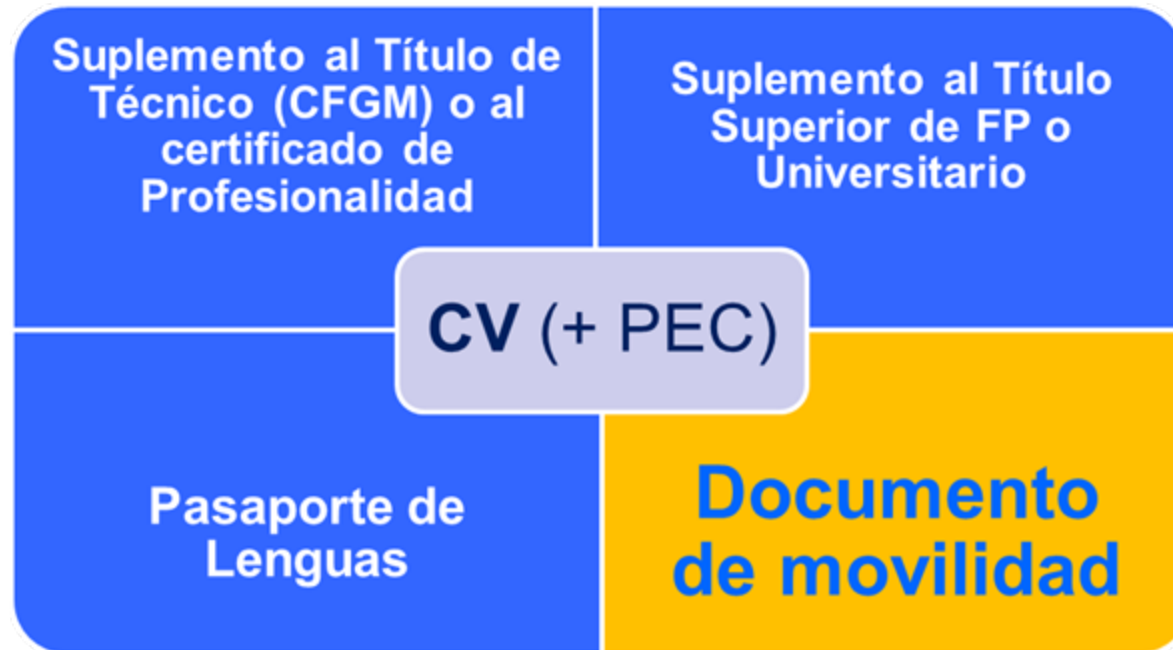 Suplemento al Título de
Técnico (CFGM) o al
certificado de
Profesionalidad
Suplemento al Título
Superior de FP o
Universitario
CV (+ PEC)
Pasaporte de
Lenguas
Documento
de movilidad